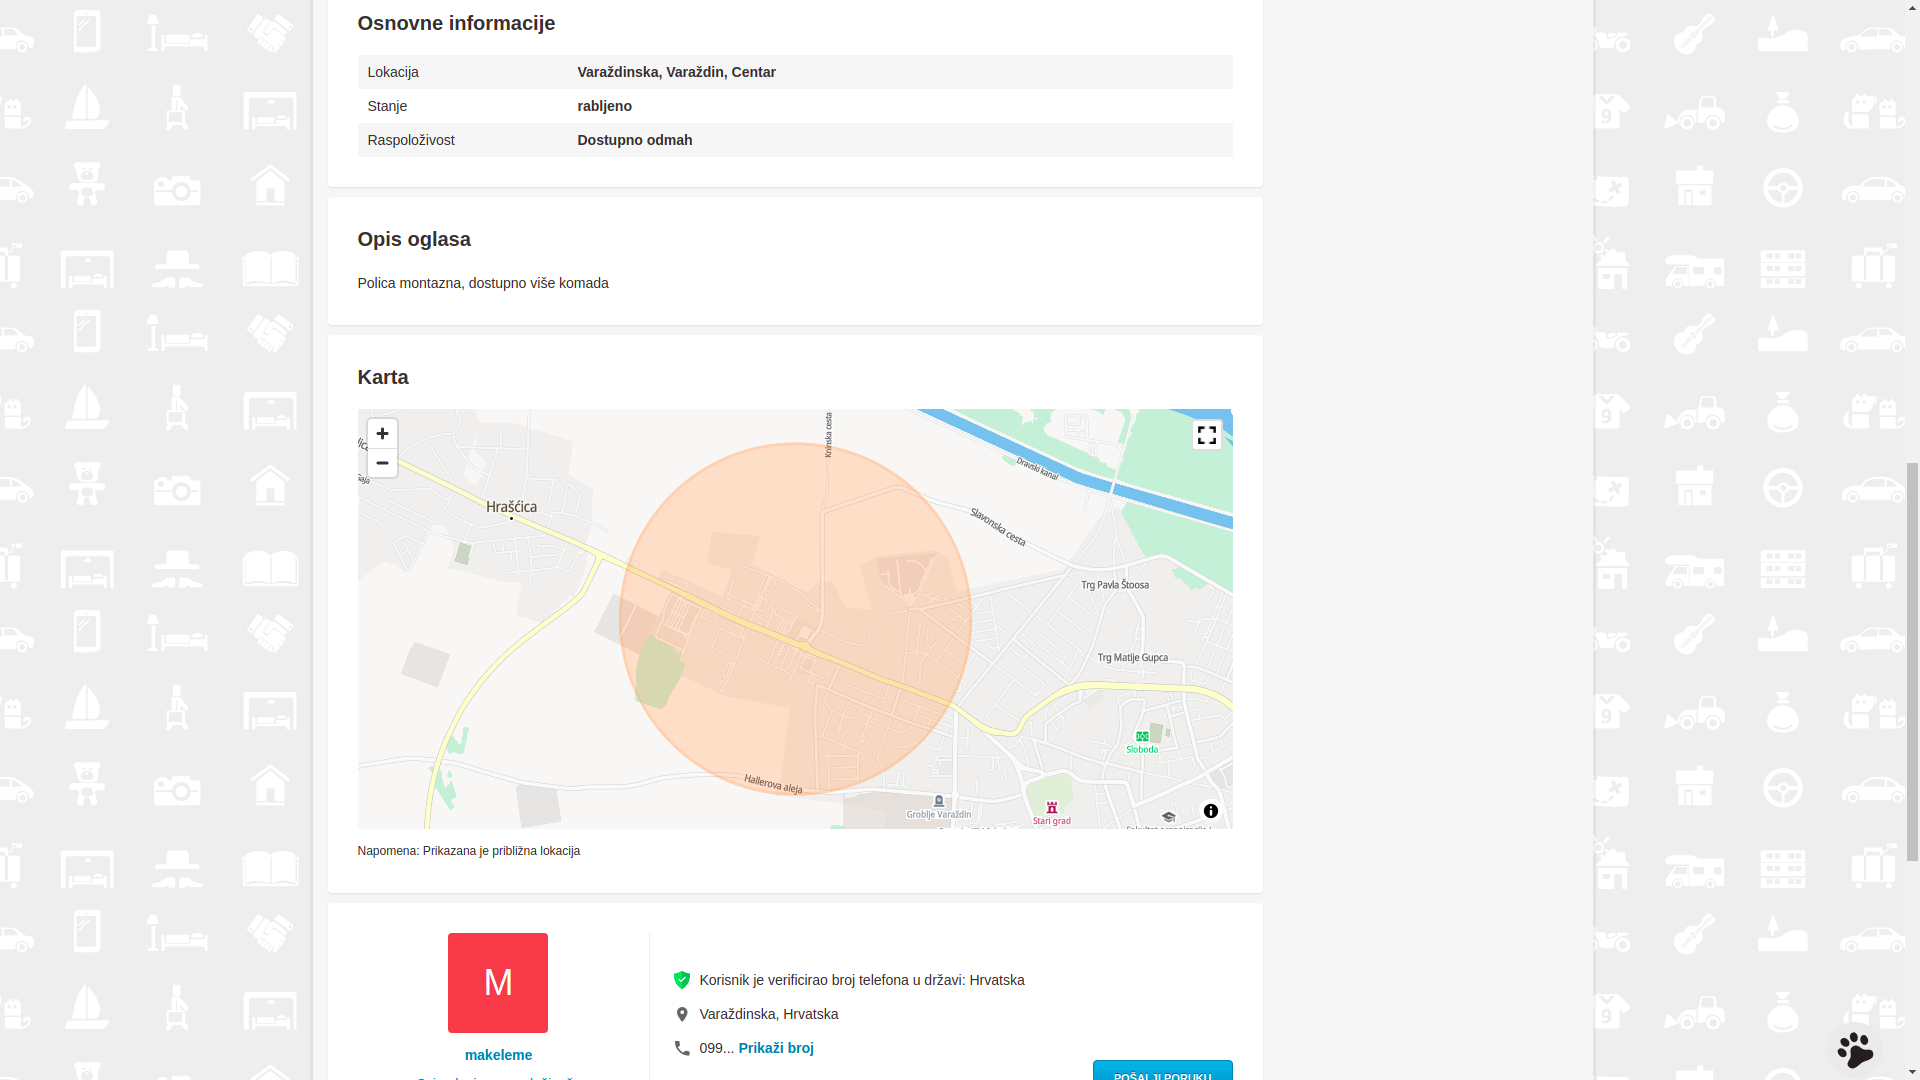 Osnovne informacije
Lokacija Varaždinska, Varaždin, Centar
Stanje rabljeno
Raspoloživost Dostupno odmah
Opis oglasa
Polica montazna, dostupno više komada
Karta
Kninska cesta
Dravski kanal
Hrašćica
Slavonska cesta
Trg Pavla Štoosa
Trg Matije Gupca
Sloboda
Hallerova aleja
Groblje Varaždin
Stari grad
Napomena: Prikazana je približna lokacija
M
Korisnik je verificirao broj telefona u državi: Hrvatska
Varaždinska, Hrvatska
099... Prikaži broj
makeleme
POŠALJI PORUKU